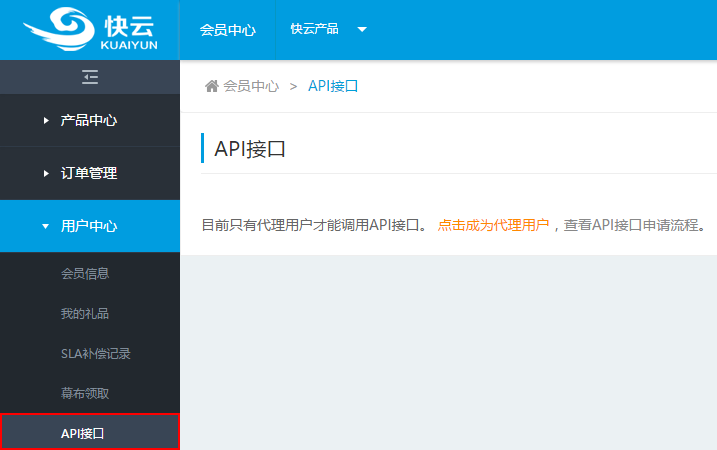 快云
KUAIYUN
会员中心
快云产品
会员中心 > API接口
产品中心
订单管理
用户中心
会员信息
我的礼品
SLA补偿记录
幕布领取
API接口
API接口
目前只有代理用户才能调用API接口。 点击成为代理用户，查看API接口申请流程。